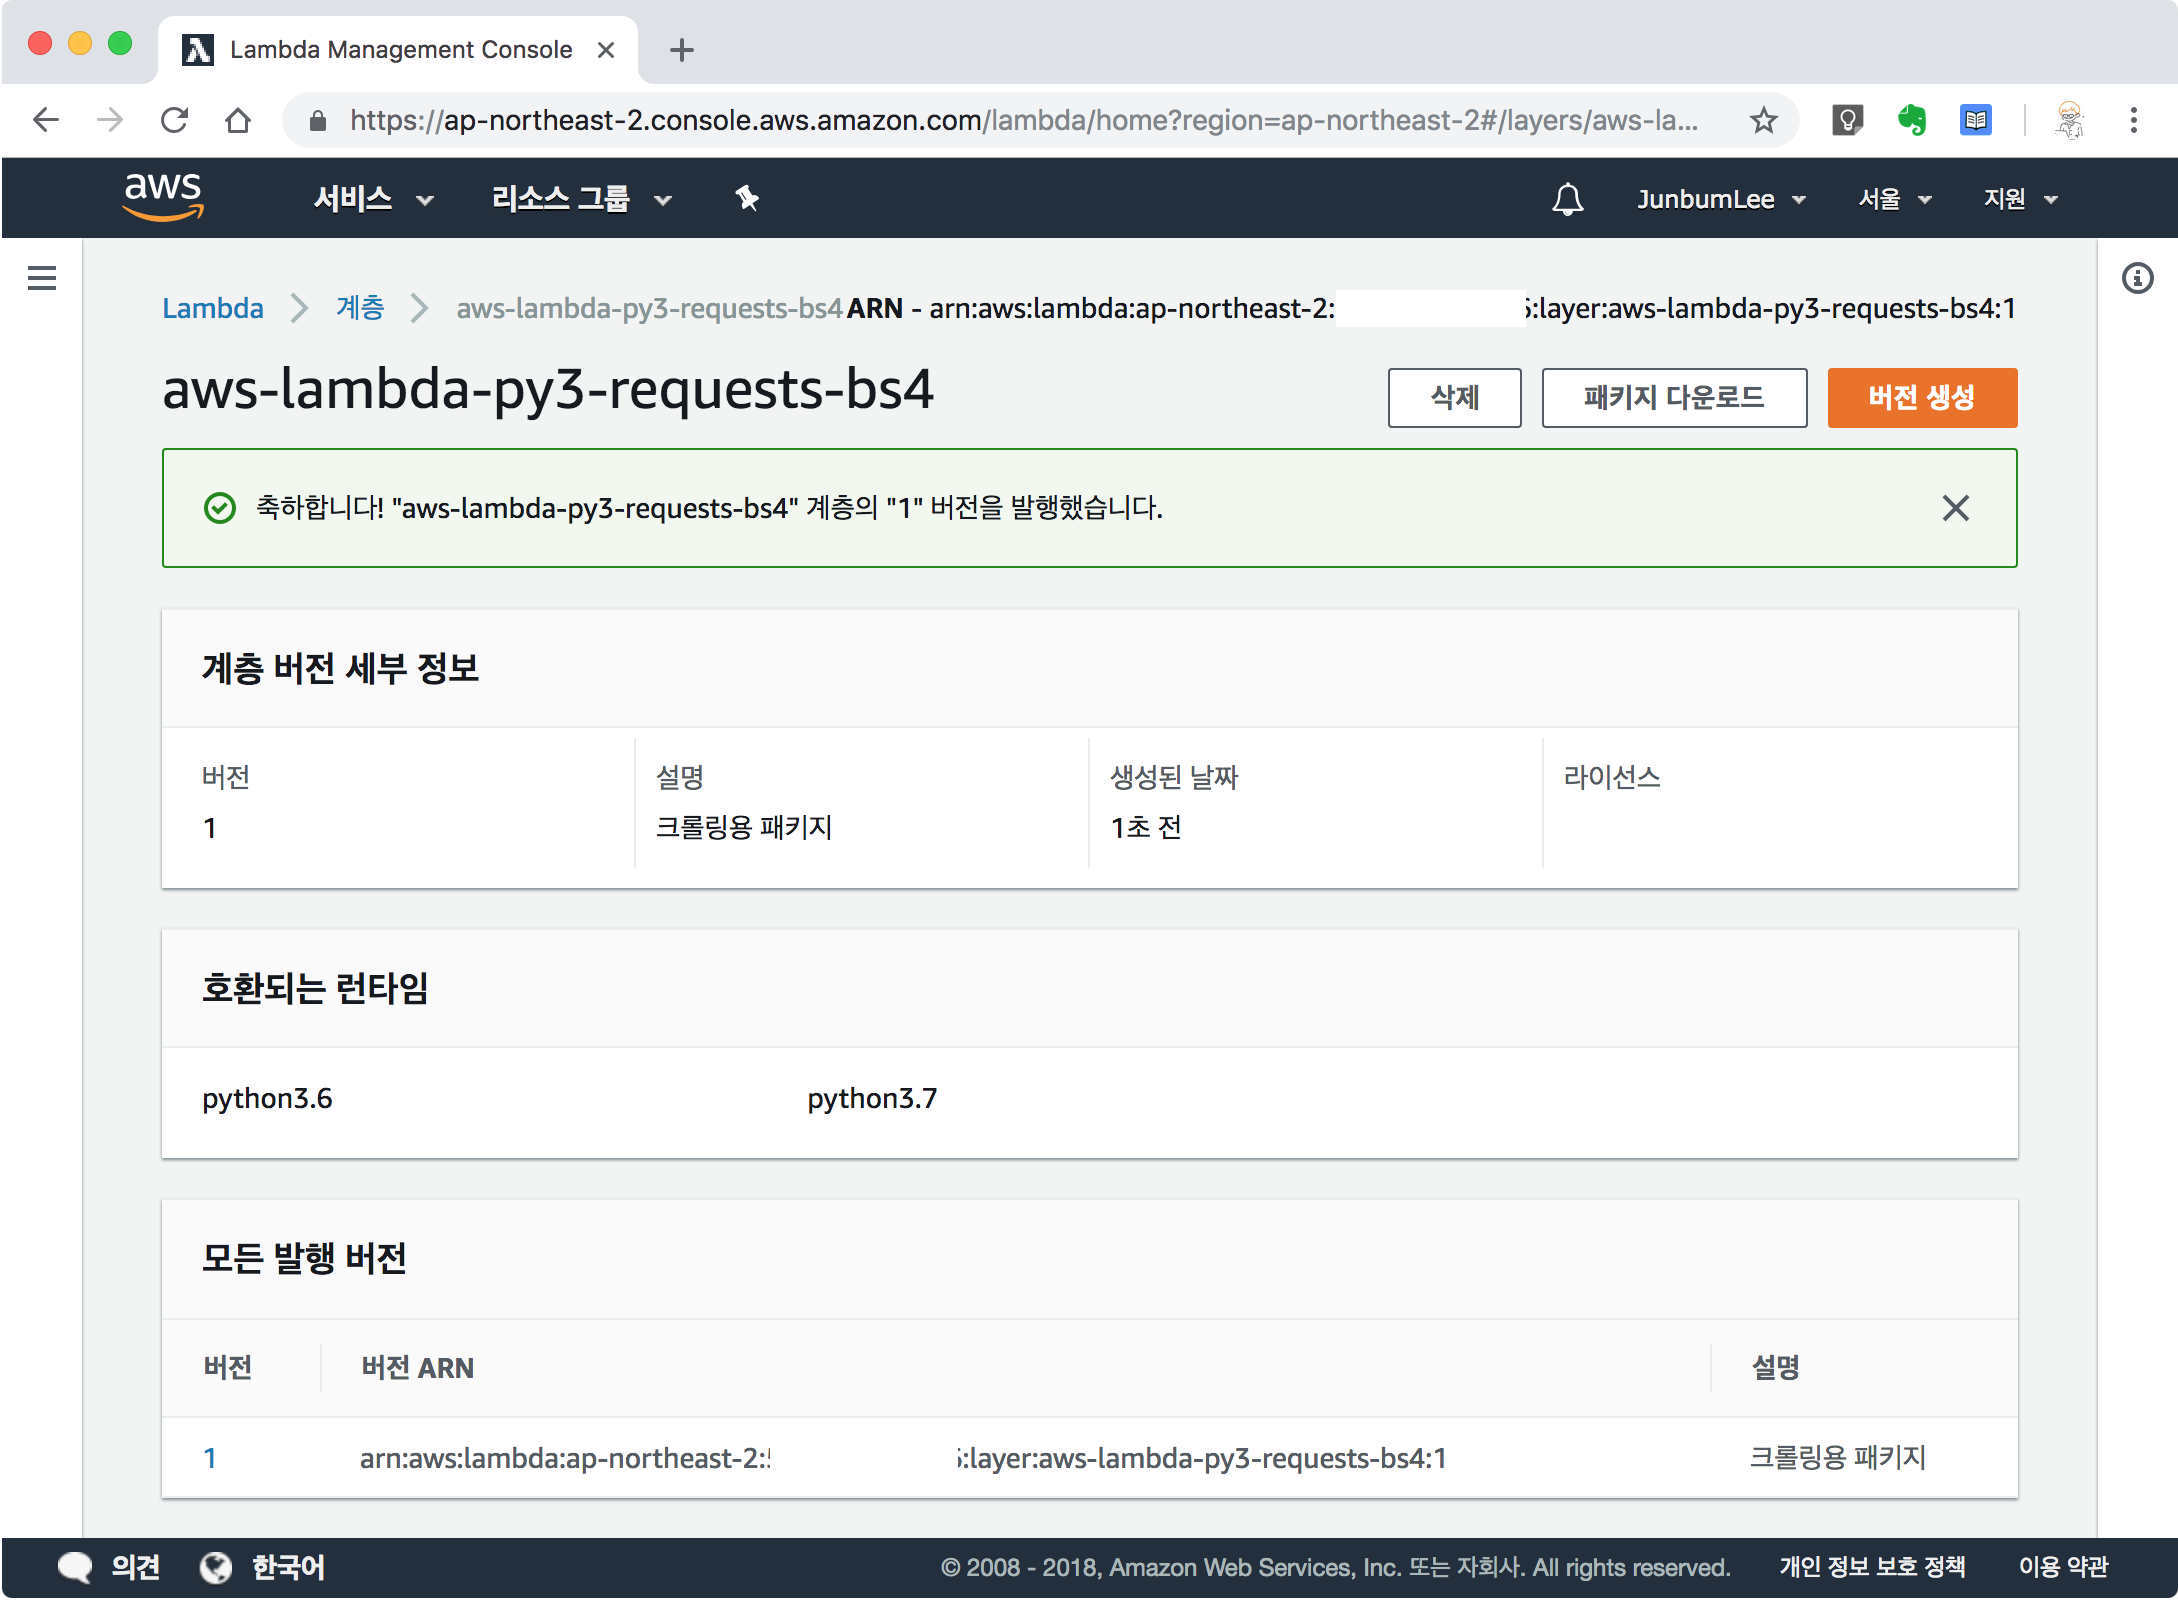 Lambda Management Console
https://ap-northeast-2.console.aws.amazon.com/lambda/home?region=ap-northeast-2#/layers/aws-la...
aws 서비스 리소스 그룹 JunbumLee 서울 지원
Lambda 계층 aws-lambda-py3-requests-bs4 ARN - arn:aws:lambda:ap-northeast-2: :layer:aws-lambda-py3-requests-bs4:1
aws-lambda-py3-requests-bs4 삭제 패키지 다운로드 버전 생성
축하합니다! "aws-lambda-py3-requests-bs4" 계층의 "1" 버전을 발행했습니다.
계층 버전 세부 정보
버전 설명 생성된 날짜 라이선스
1 크롤링용 패키지 1초 전
호환되는 런타임
python3.6 python3.7
모든 발행 버전
버전 버전 ARN 설명
1 arn:aws:lambda:ap-northeast-2: :layer:aws-lambda-py3-requests-bs4:1 크롤링용 패키지
의견 한국어 © 2008 - 2018, Amazon Web Services, Inc. 또는 자회사. All rights reserved. 개인 정보 보호 정책 이용 약관